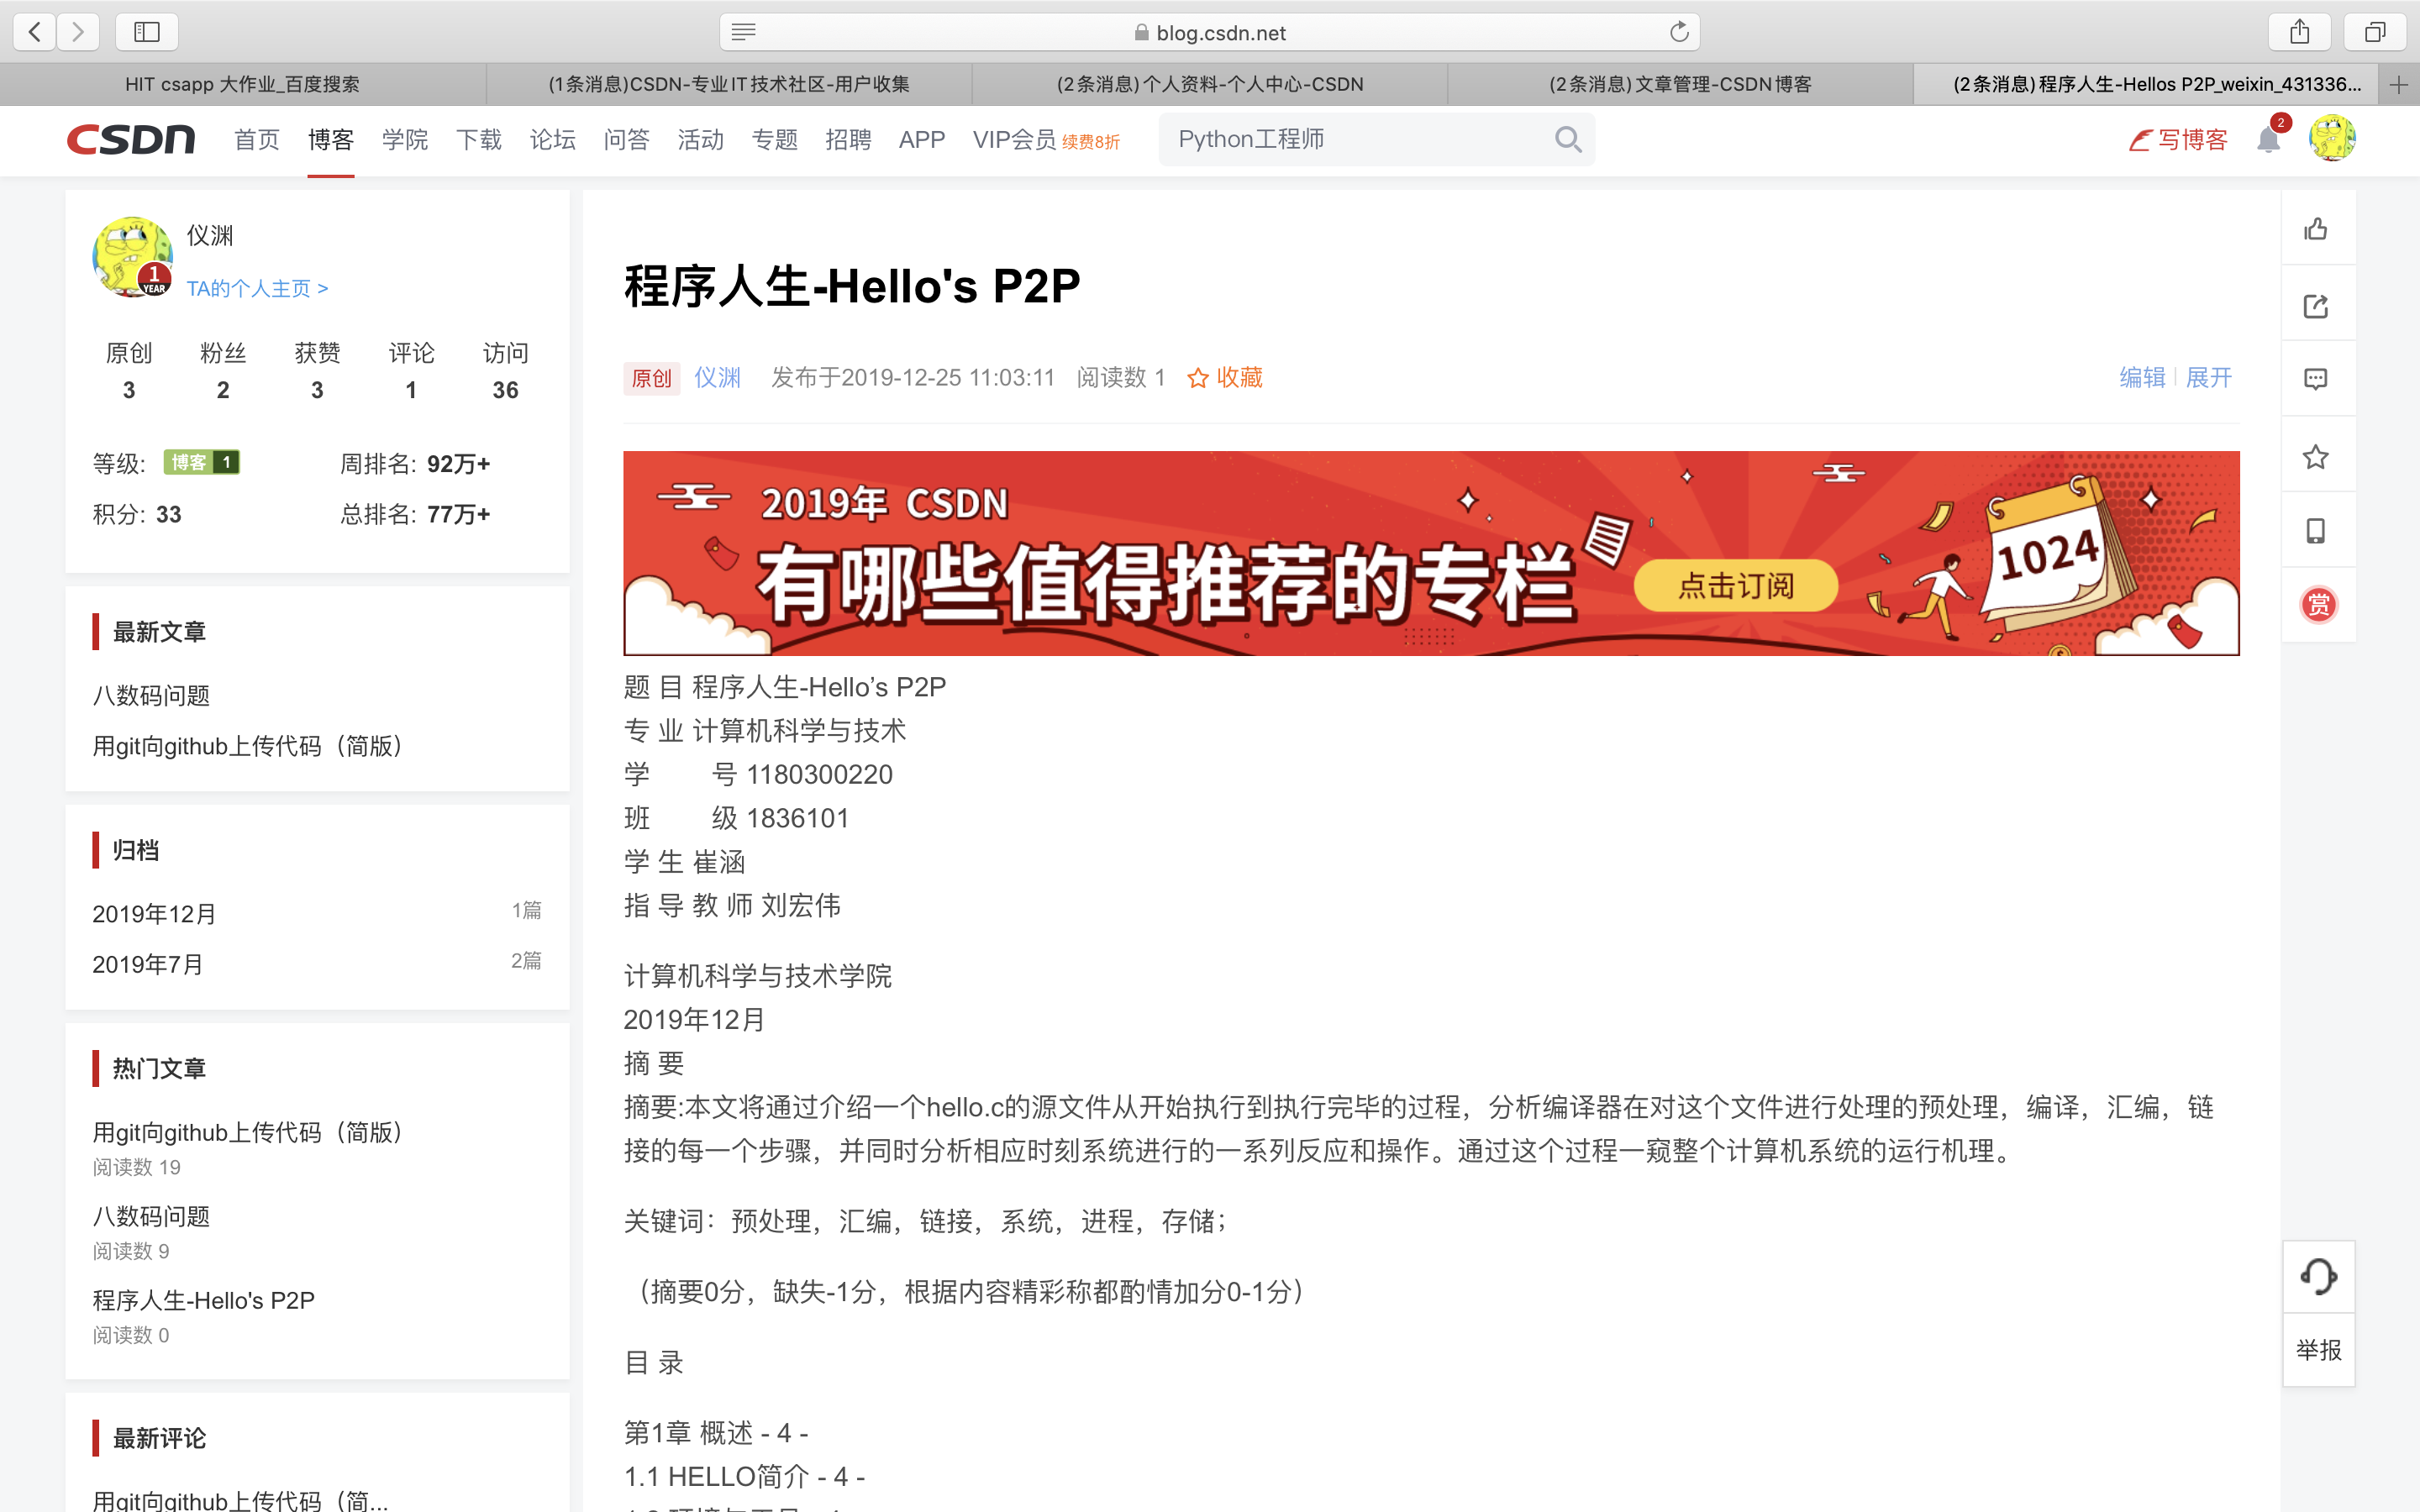 blog.csdn.net
HIT csapp 大作业_百度搜索
(1条消息)CSDN-专业IT技术社区-用户收集
(2条消息)个人资料-个人中心-CSDN
(2条消息)文章管理-CSDN博客
(2条消息)程序人生-Hellos P2P_weixin_431336...
CSDN 首页 博客 学院 下载 论坛 问答 活动 专题 招聘 APP VIP会员 续费8折 Python工程师 写博客 2
仪渊
1 YEAR
TA的个人主页 >
原创 粉丝 获赞 评论 访问
3 2 3 1 36
等级: 博客 1 周排名: 92万+
积分: 33 总排名: 77万+
最新文章
八数码问题
用git向github上传代码（简版）
归档
2019年12月 1篇
2019年7月 2篇
热门文章
用git向github上传代码（简版）
阅读数 19
八数码问题
阅读数 9
程序人生-Hello's P2P
阅读数 0
最新评论
用git向github上传代码（简...
程序人生-Hello's P2P
原创 仪渊 发布于2019-12-25 11:03:11 阅读数 1 收藏 编辑 展开
2019年 CSDN
有哪些值得推荐的专栏
点击订阅
1024
题 目 程序人生-Hello’s P2P
专 业 计算机科学与技术
学 号 1180300220
班 级 1836101
学 生 崔涵
指 导 教 师 刘宏伟
计算机科学与技术学院
2019年12月
摘 要
摘要:本文将通过介绍一个hello.c的源文件从开始执行到执行完毕的过程，分析编译器在对这个文件进行处理的预处理，编译，汇编，链
接的每一个步骤，并同时分析相应时刻系统进行的一系列反应和操作。通过这个过程一窥整个计算机系统的运行机理。
关键词：预处理，汇编，链接，系统，进程，存储；
（摘要0分，缺失-1分，根据内容精彩称都酌情加分0-1分）
目 录
第1章 概述 - 4 -
1.1 HELLO简介 - 4 -
赏
举报